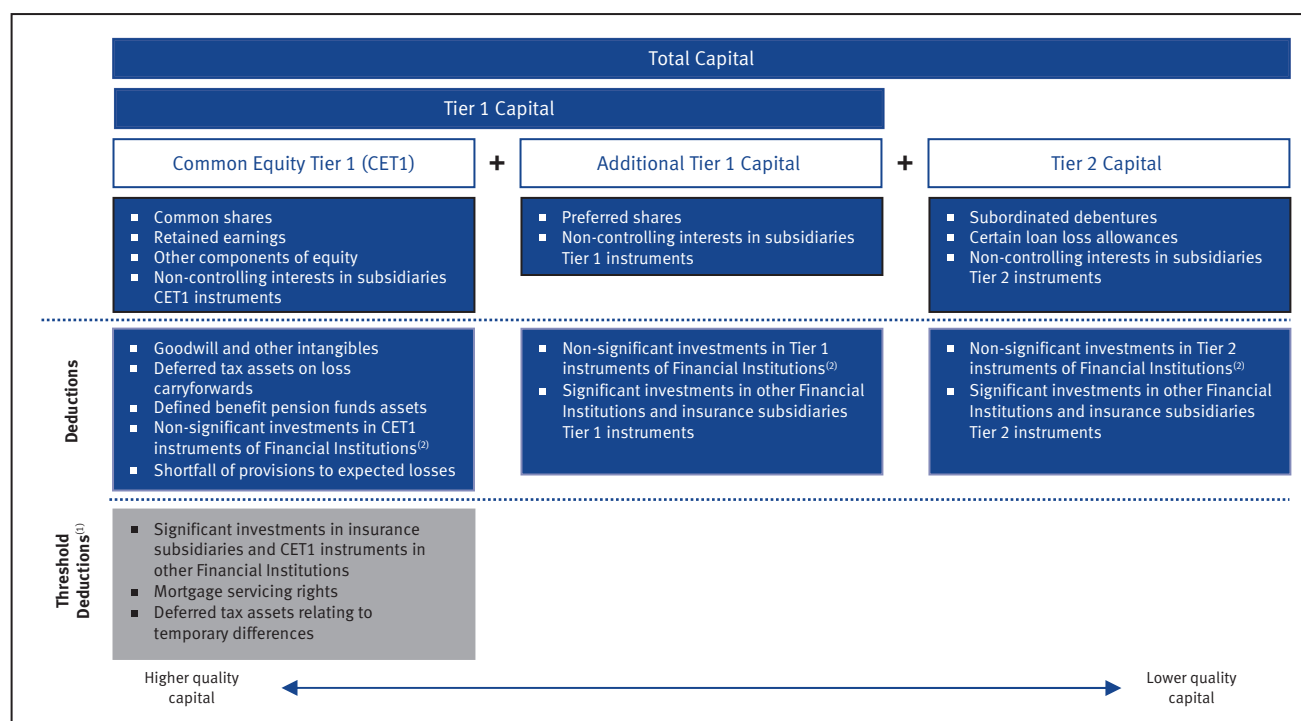 Total Capital
Tier 1 Capital
Common Equity Tier 1 (CET1)
+
Additional Tier 1 Capital
+
Tier 2 Capital
▪ Common shares
▪ Retained earnings
▪ Other components of equity
▪ Non-controlling interests in subsidiaries
CET1 instruments
▪ Preferred shares
▪ Non-controlling interests in subsidiaries
Tier 1 instruments
▪ Subordinated debentures
▪ Certain loan loss allowances
▪ Non-controlling interests in subsidiaries
Tier 2 instruments
Deductions
▪ Goodwill and other intangibles
▪ Deferred tax assets on loss
carryforwards
▪ Defined benefit pension funds assets
▪ Non-significant investments in CET1
instruments of Financial Institutions(2)
▪ Shortfall of provisions to expected losses
▪ Non-significant investments in Tier 1
instruments of Financial Institutions(2)
▪ Significant investments in other Financial
Institutions and insurance subsidiaries
Tier 1 instruments
▪ Non-significant investments in Tier 2
instruments of Financial Institutions(2)
▪ Significant investments in other Financial
Institutions and insurance subsidiaries
Tier 2 instruments
Threshold
Deductions(1)
▪ Significant investments in insurance
subsidiaries and CET1 instruments in
other Financial Institutions
▪ Mortgage servicing rights
▪ Deferred tax assets relating to
temporary differences
Higher quality
capital
Lower quality
capital